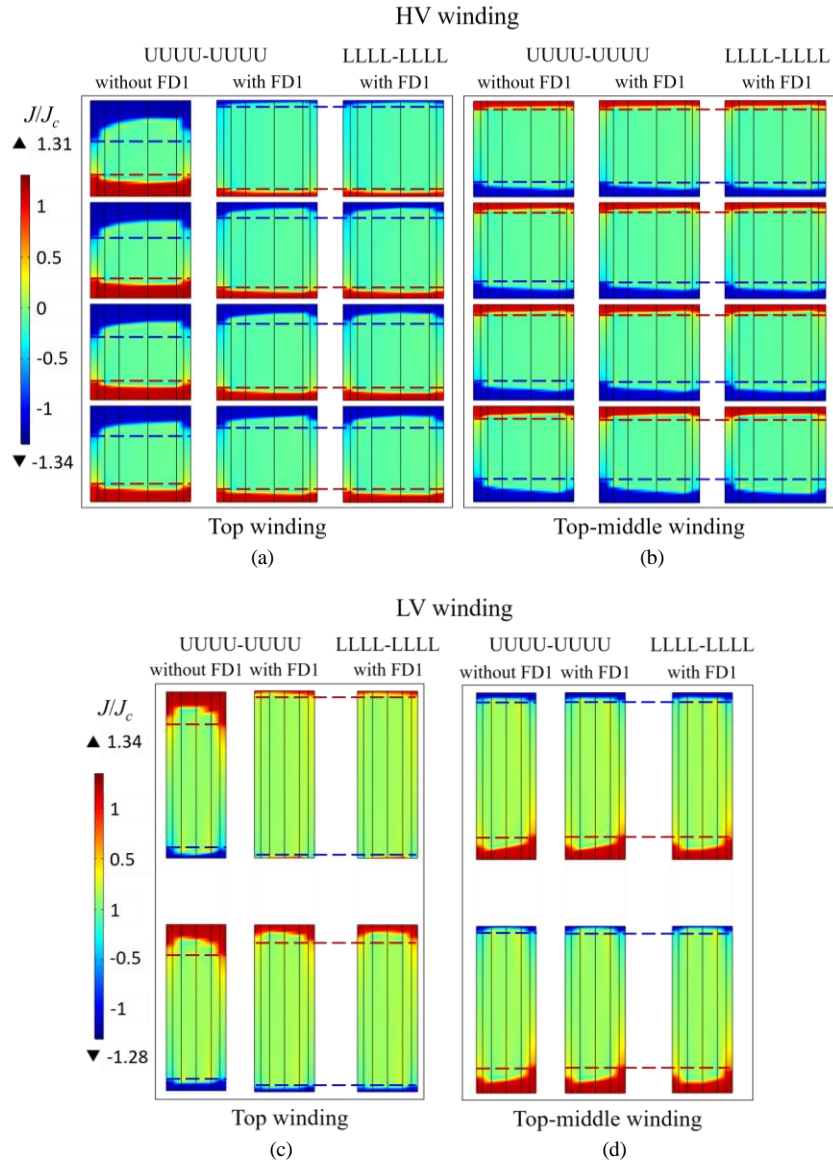 HV winding
UUUU-UUUU LLLL-LLLL UUUU-UUUU LLLL-LLLL
without FD1 with FD1 with FD1 without FD1 with FD1 with FD1
J/Jc
▲ 1.31
1
0.5
0
-0.5
-1
▼ -1.34
Top winding Top-middle winding
(a) (b)
LV winding
UUUU-UUUU LLLL-LLLL UUUU-UUUU LLLL-LLLL
without FD1 with FD1 with FD1 without FD1 with FD1 with FD1
J/Jc
▲ 1.34
1
0.5
1
-0.5
-1
▼ -1.28
Top winding Top-middle winding
(c) (d)